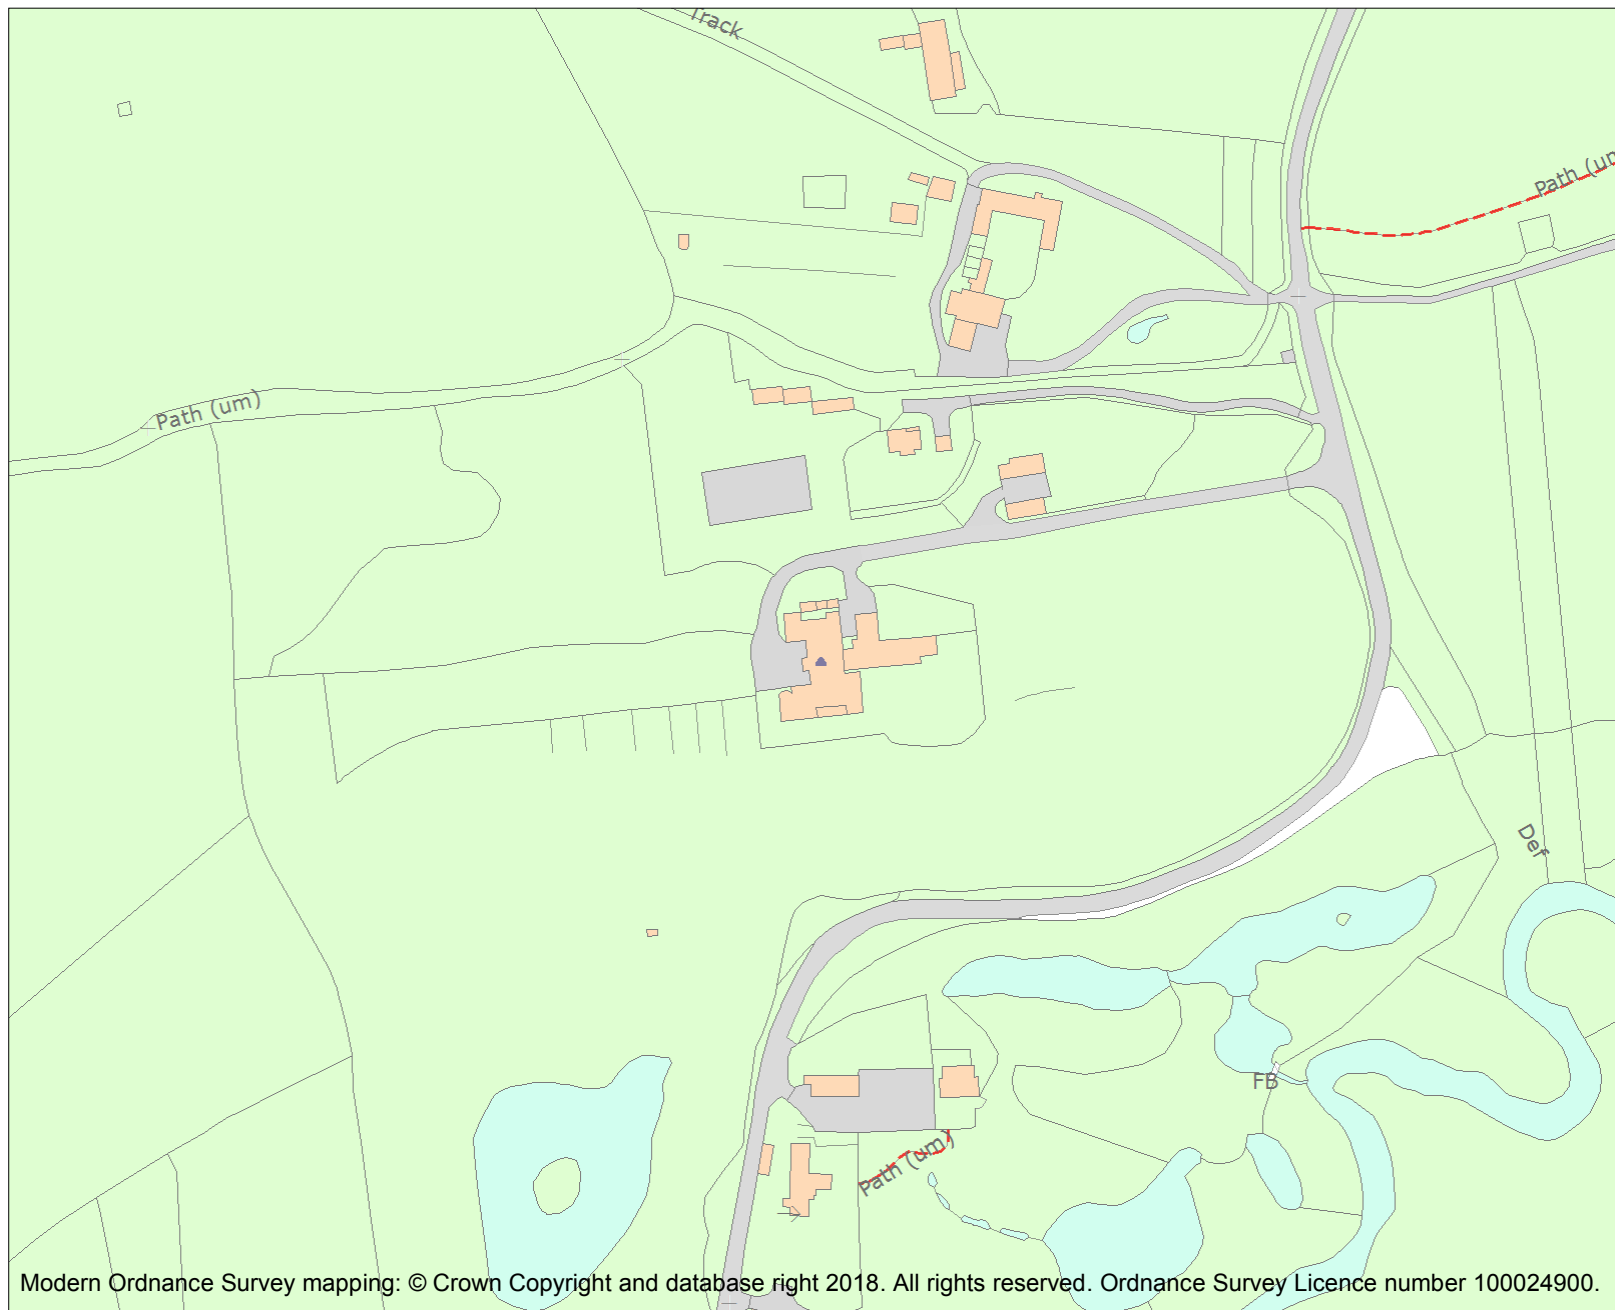 Track
Path (um
Path (um)
Def
FB
Path (um)
Modern Ordnance Survey mapping: © Crown Copyright and database right 2018. All rights reserved. Ordnance Survey Licence number 100024900.